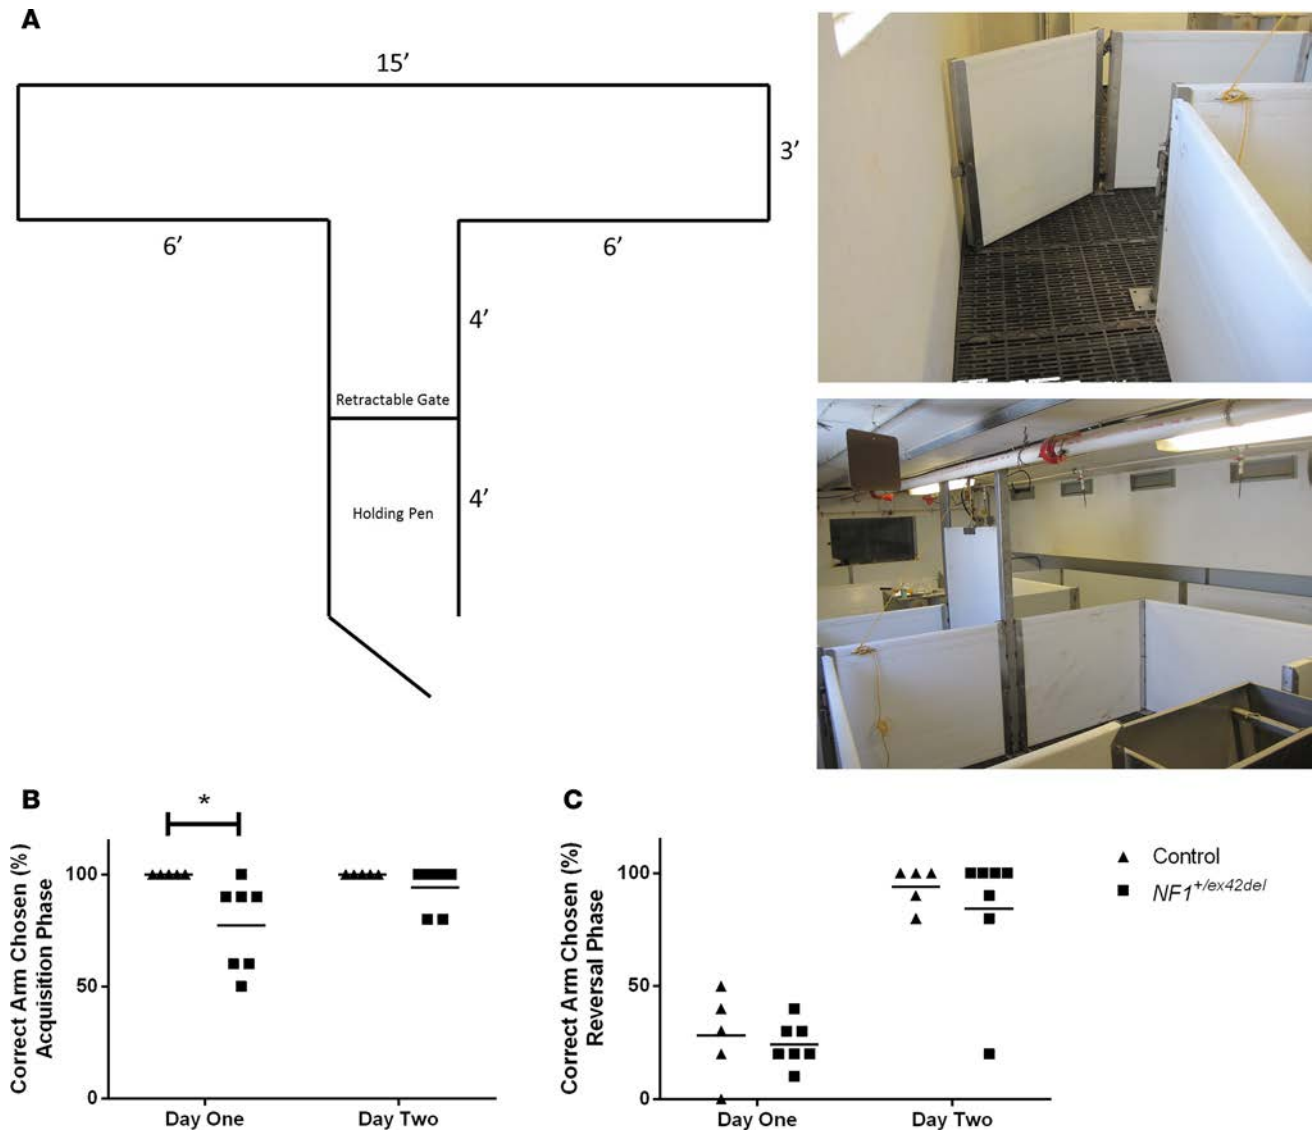 A
15′
3′
6′
6′
4′
Retractable Gate
4′
Holding Pen
B
*
Correct Arm Chosen (%)
Acquisition Phase
100
50
0
Day One
Day Two
C
Correct Arm Chosen (%)
Reversal Phase
100
50
0
Day One
Day Two
▲ Control
■ NF1+/ex42del